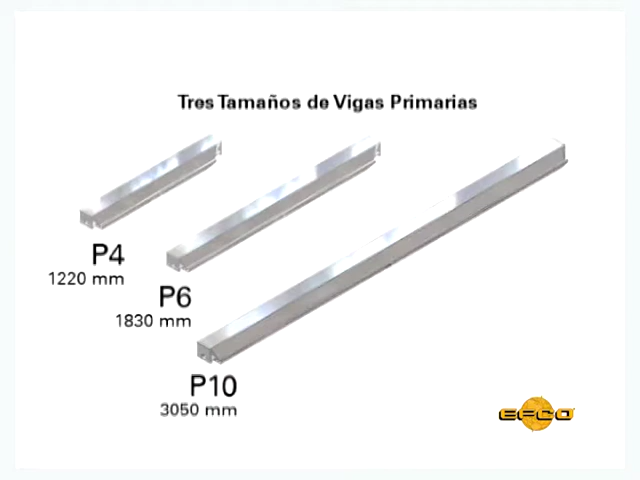 Tres Tamaños de Vigas Primarias
P4
1220 mm
P6
1830 mm
P10
3050 mm
EFCO